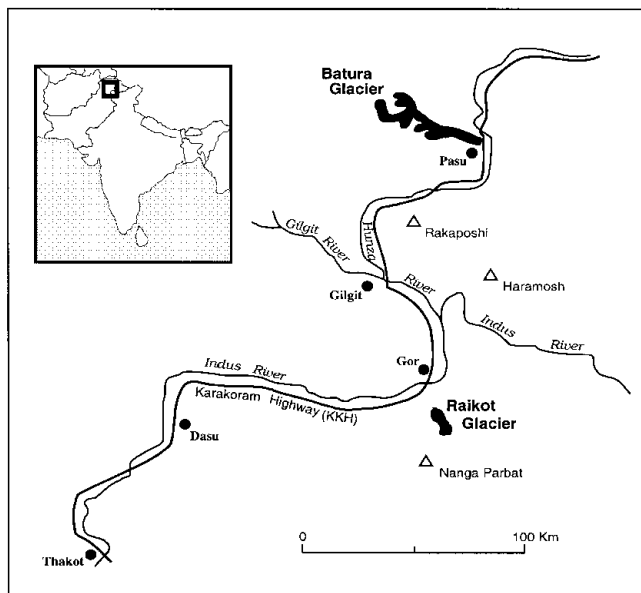 Batura
Glacier
Pasu
Hunza
Rakaposhi
Gilgit
River
Gilgit
River
Haramosh
Indus
River
Gor
Indus River
Karakoram Highway (KKH)
Raikot
Glacier
Dasu
Nanga Parbat
Thakot
0
100 Km